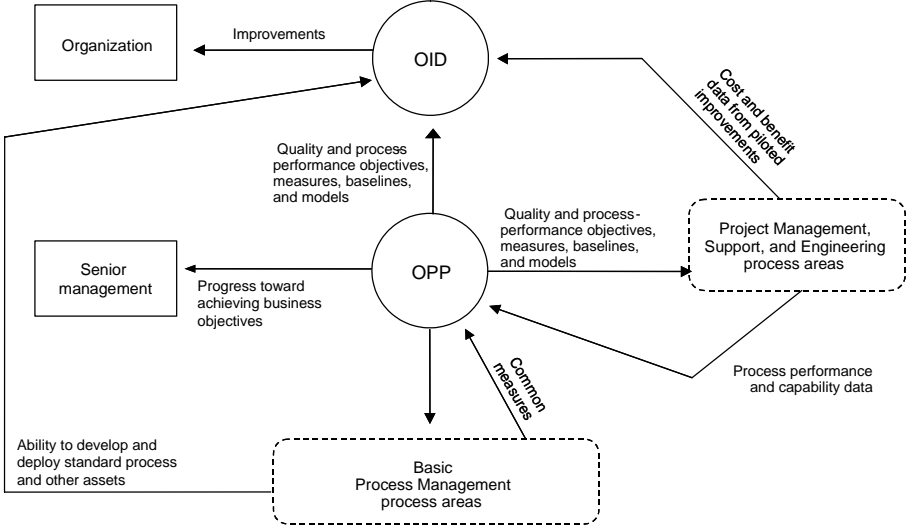 Organization
Improvements
OID
Cost and benefit
data from piloted
improvements
Quality and process-
performance objectives,
measures, baselines,
and models
Quality and process-
performance objectives,
measures, baselines,
and models
Project Management,
Support, and Engineering
process areas
Senior
management
OPP
Progress toward
achieving business
objectives
Common
measures
Process performance
and capability data
Ability to develop and
deploy standard process
and other assets
Basic
Process Management
process areas